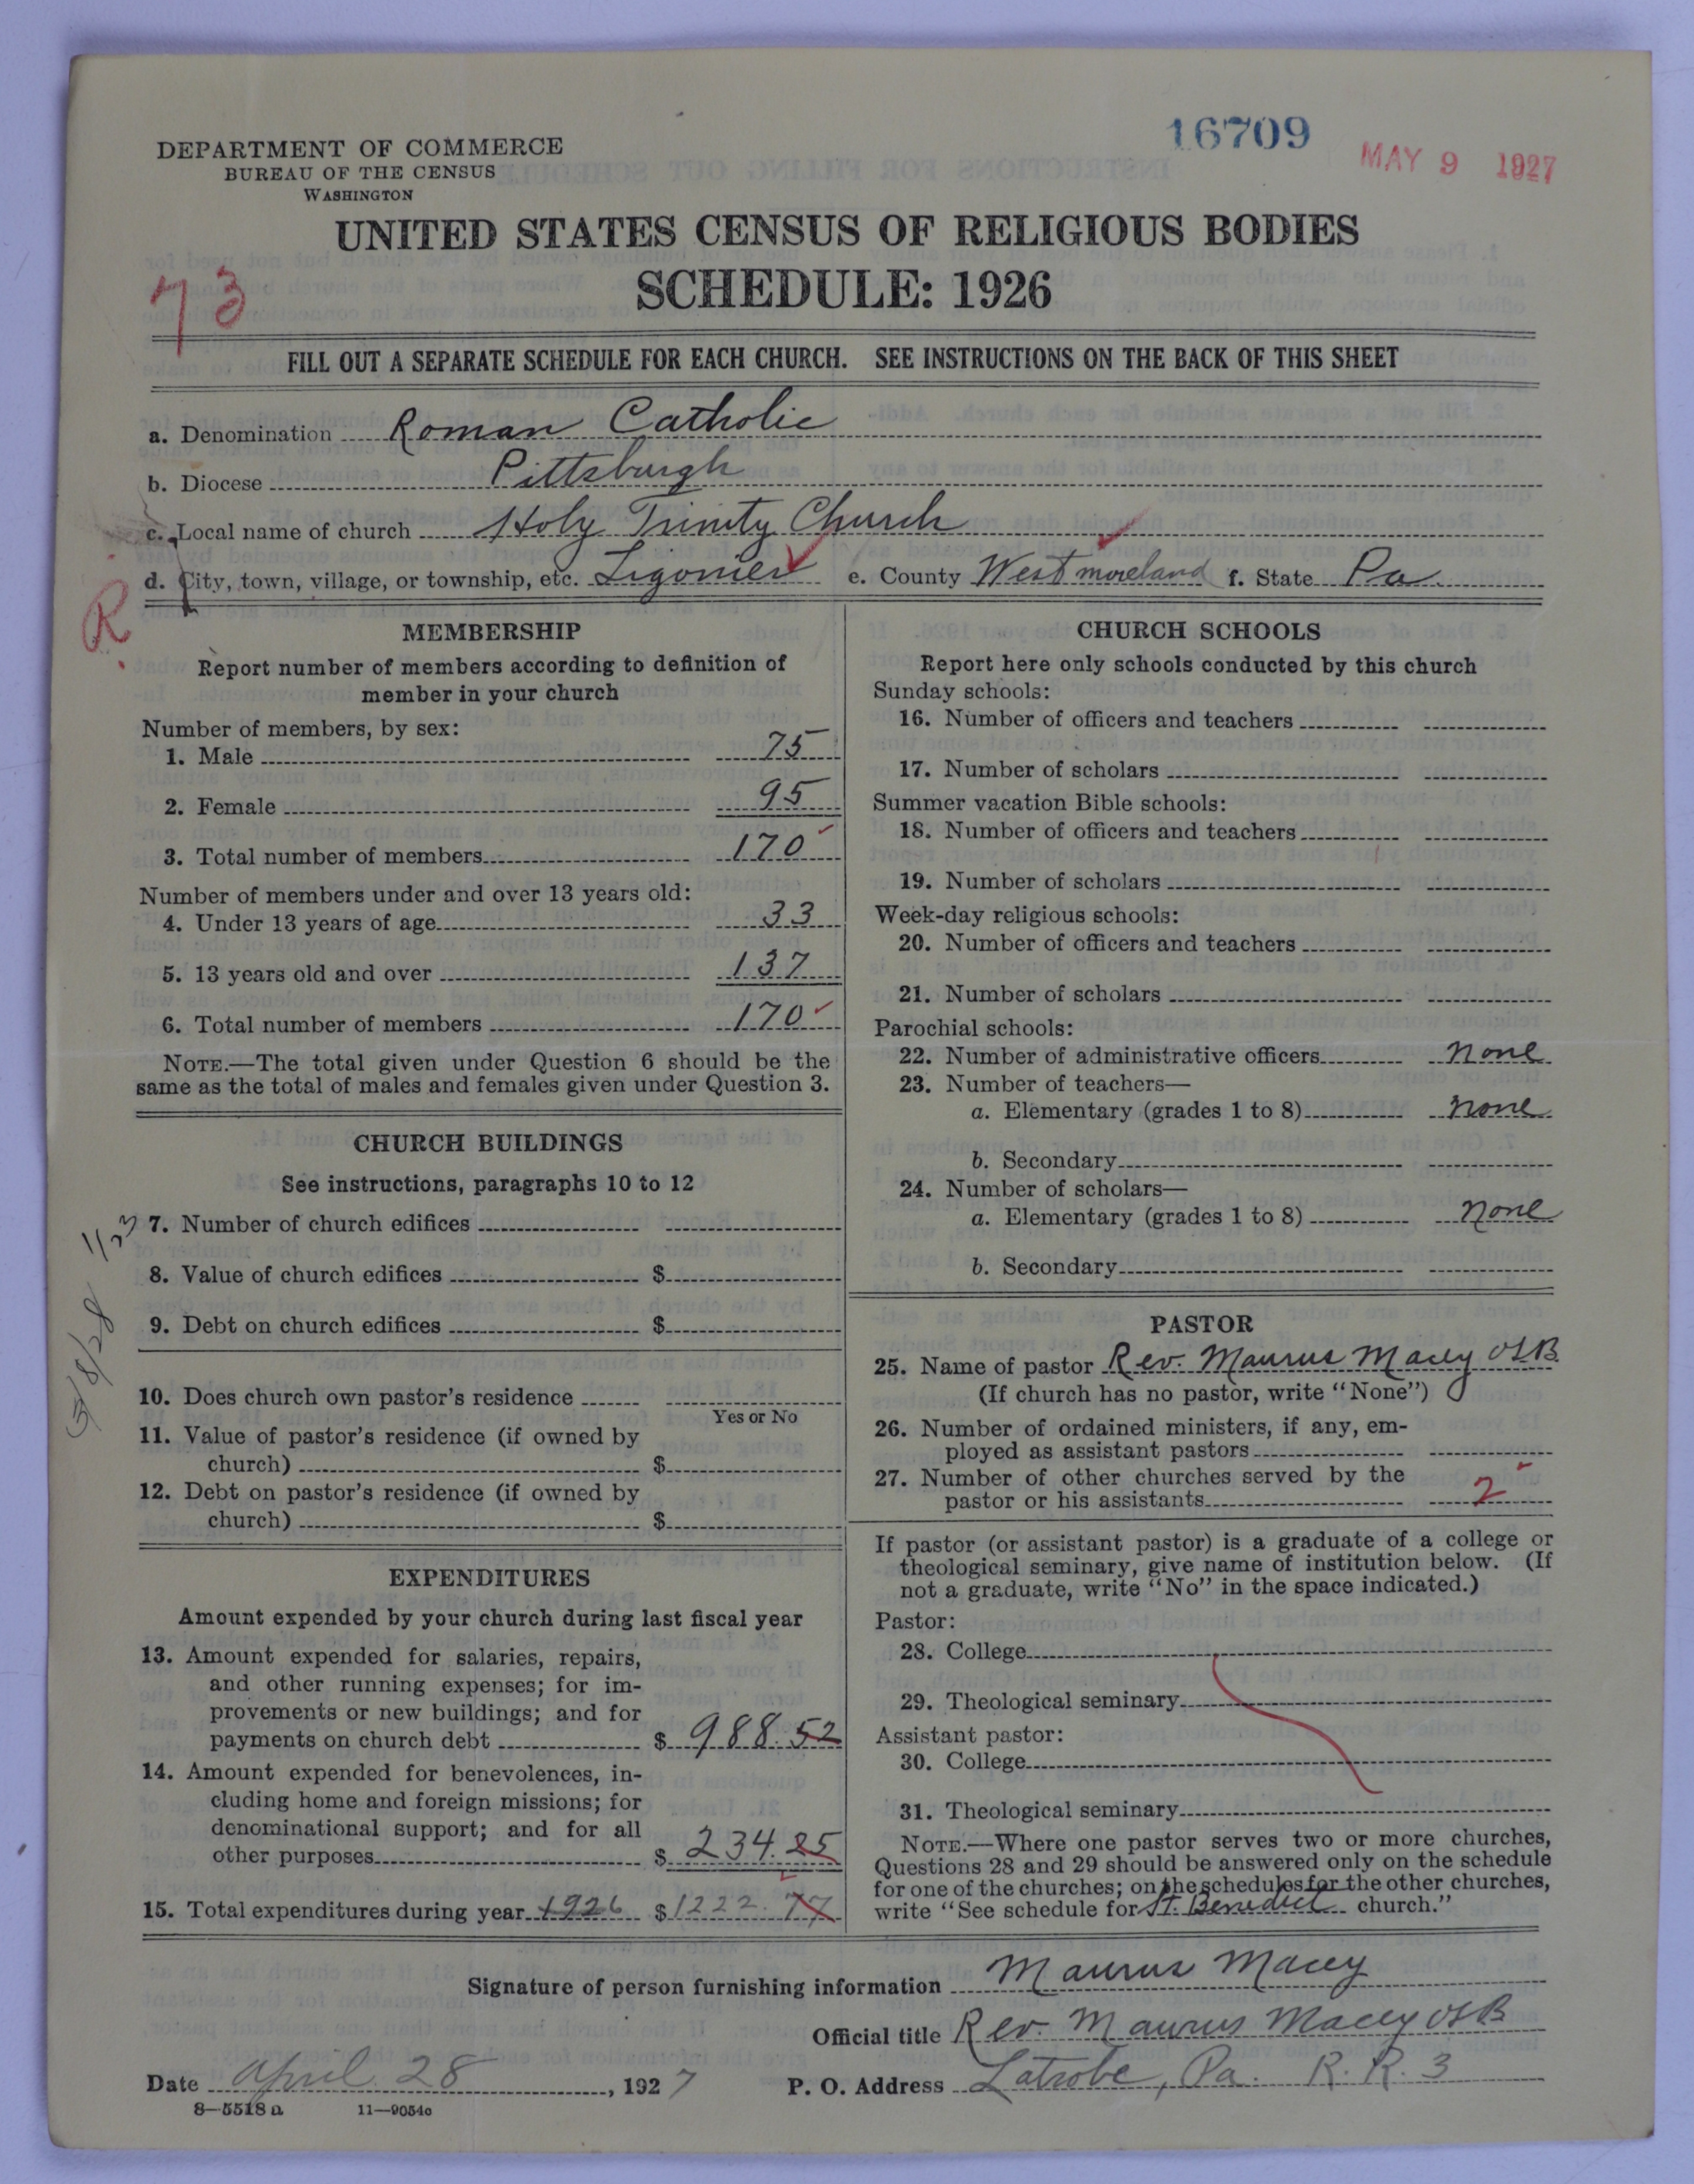 16709
MAY 9 1927
DEPARTMENT OF COMMERCE
BUREAU OF THE CENSUS
WASHINGTON
UNITED STATES CENSUS OF RELIGIOUS BODIES
SCHEDULE: 1926
73
FILL OUT A SEPARATE SCHEDULE FOR EACH CHURCH. SEE INSTRUCTIONS ON THE BACK OF THIS SHEET
a. Denomination Roman Catholic
b. Diocese Pittsburgh
c. Local name of church Holy Trinity Church
d. City, town, village, or township, etc. Ligonier e. County Westmoreland f. State Pa.
R
MEMBERSHIP
Report number of members according to definition of
member in your church
Number of members, by sex:
1. Male 75
2. Female 95
3. Total number of members 170
Number of members under and over 13 years old:
4. Under 13 years of age 33
5. 13 years old and over 137
6. Total number of members 170
NOTE.—The total given under Question 6 should be the
same as the total of males and females given under Question 3.
CHURCH BUILDINGS
See instructions, paragraphs 10 to 12
7. Number of church edifices
8. Value of church edifices $
9. Debt on church edifices $
10. Does church own pastor's residence
Yes or No
11. Value of pastor's residence (if owned by
church) $
12. Debt on pastor's residence (if owned by
church) $
EXPENDITURES
Amount expended by your church during last fiscal year
13. Amount expended for salaries, repairs,
and other running expenses; for im-
provements or new buildings; and for
payments on church debt $ 988.52
14. Amount expended for benevolences, in-
cluding home and foreign missions; for
denominational support; and for all
other purposes $ 234.25
15. Total expenditures during year 1926 $ 1222.77
CHURCH SCHOOLS
Report here only schools conducted by this church
Sunday schools:
16. Number of officers and teachers
17. Number of scholars
Summer vacation Bible schools:
18. Number of officers and teachers
19. Number of scholars
Week-day religious schools:
20. Number of officers and teachers
21. Number of scholars
Parochial schools:
22. Number of administrative officers none
23. Number of teachers—
a. Elementary (grades 1 to 8) none
b. Secondary
24. Number of scholars—
a. Elementary (grades 1 to 8) none
b. Secondary
PASTOR
25. Name of pastor Rev. Maurus Macey OSB
(If church has no pastor, write "None")
26. Number of ordained ministers, if any, em-
ployed as assistant pastors
27. Number of other churches served by the
pastor or his assistants 2
If pastor (or assistant pastor) is a graduate of a college or
theological seminary, give name of institution below. (If
not a graduate, write "No" in the space indicated.)
Pastor:
28. College
29. Theological seminary
Assistant pastor:
30. College
31. Theological seminary
NOTE.—Where one pastor serves two or more churches,
Questions 28 and 29 should be answered only on the schedule
for one of the churches; on the schedules for the other churches,
write "See schedule for St. Benedict church."
Signature of person furnishing information Maurus Macey
Official title Rev. Maurus Macey OSB
Date April 28, 1927 P. O. Address Latrobe, Pa. R. R. 3
8—5518 a 11—9054c